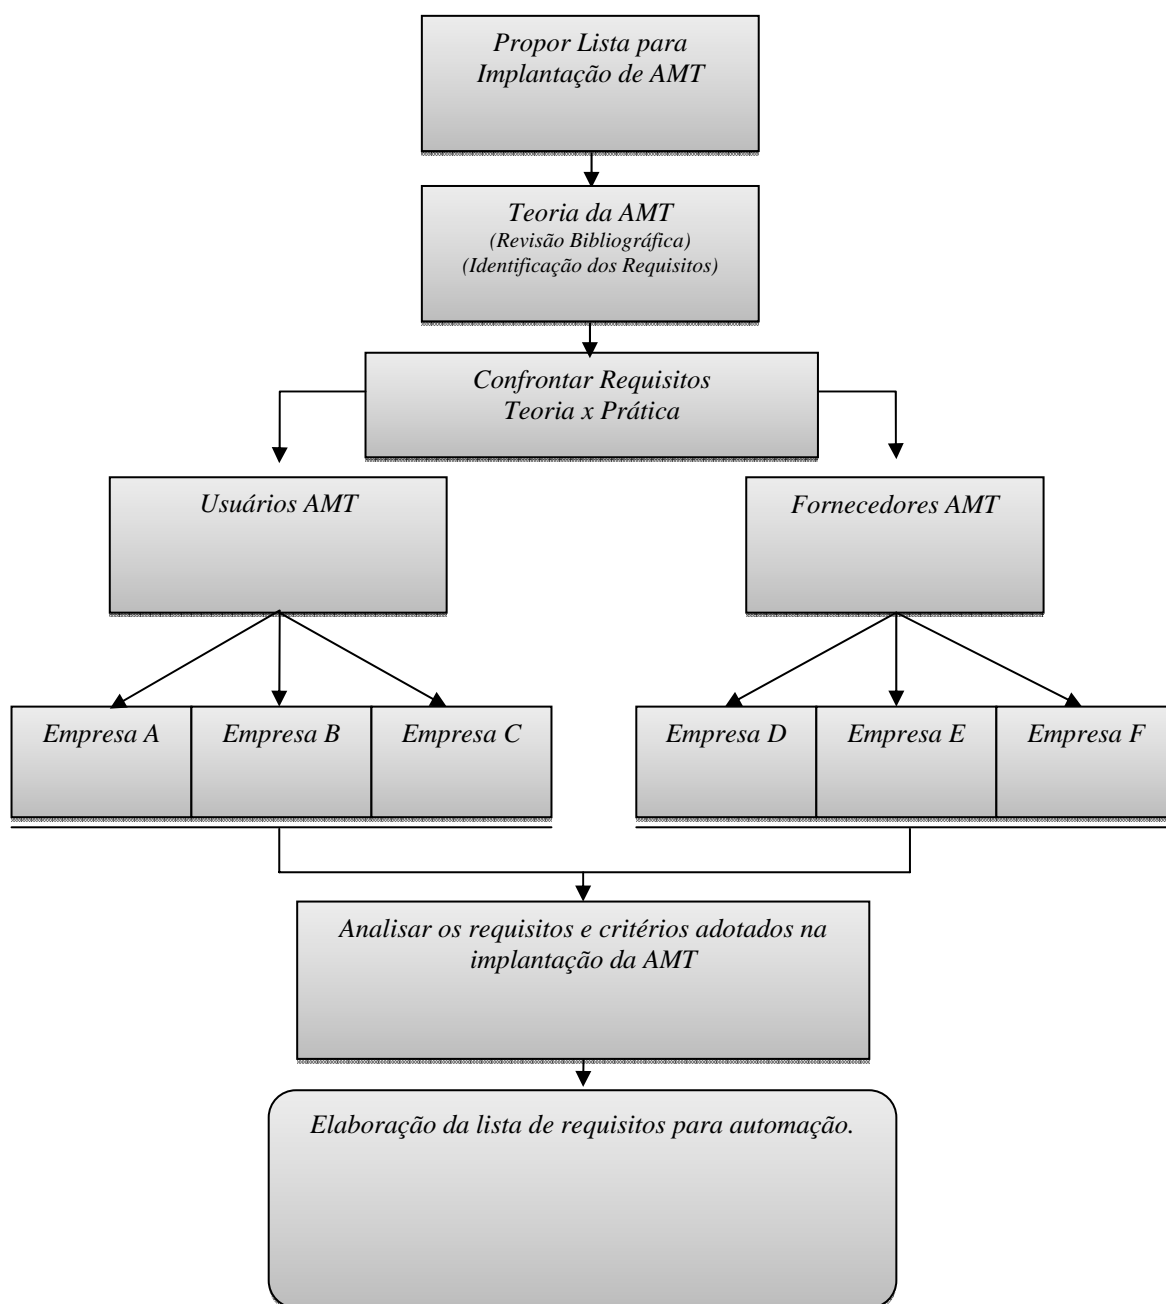 Propor Lista para
Implantação de AMT
Teoria da AMT
(Revisão Bibliográfica)
(Identificação dos Requisitos)
Confrontar Requisitos
Teoria x Prática
Usuários AMT
Fornecedores AMT
Empresa A
Empresa B
Empresa C
Empresa D
Empresa E
Empresa F
Analisar os requisitos e critérios adotados na
implantação da AMT
Elaboração da lista de requisitos para automação.